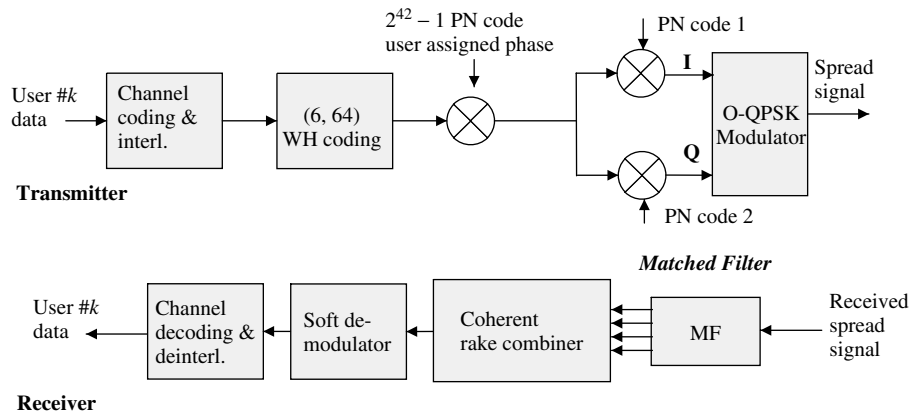 2^42 − 1 PN code
user assigned phase
PN code 1
User #k
data
Channel
coding &
interl.
(6, 64)
WH coding
I
Q
O-QPSK
Modulator
Spread
signal
Transmitter
PN code 2
Matched Filter
User #k
data
Channel
decoding &
deinterl.
Soft de-
modulator
Coherent
rake combiner
MF
Received
spread
signal
Receiver